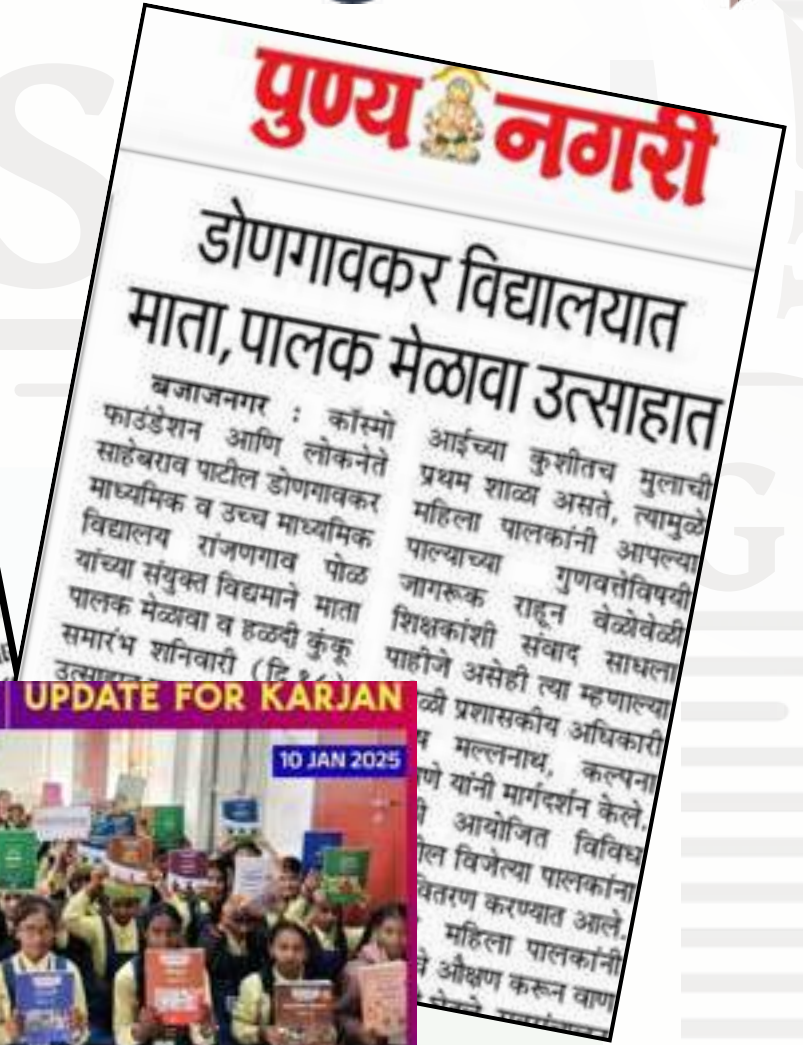 पुण्य नगरी
डोणगावकर विद्यालयात
माता,पालक मेळावा उत्साहात
बजाजनगर : कॉस्मो
फाउंडेशन आणि लोकनेते
साहेबराव पाटील डोणगावकर
माध्यमिक व उच्च माध्यमिक
विद्यालय रांजणगाव पोळ
यांच्या संयुक्त विद्यमाने माता
पालक मेळावा व हळदी कुंकू
समारंभ शनिवारी (दि.
आईच्या कुशीतच मुलाची
प्रथम शाळा असते, त्यामुळे
महिला पालकांनी आपल्या
पाल्याच्या गुणवत्तेविषयी
जागरूक राहून वेळोवेळी
शिक्षकांशी संवाद साधला
पाहीजे असेही त्या म्हणाल्या
ळी प्रशासकीय अधिकारी
मल्लनाथ, कल्पना
णे यांनी मार्गदर्शन केले.
आयोजित विविध
ील विजेत्या पालकांना
वितरण करण्यात आले.
महिला पालकांनी
चे औक्षण करून वाण
UPDATE FOR KARJAN
10 JAN 2025